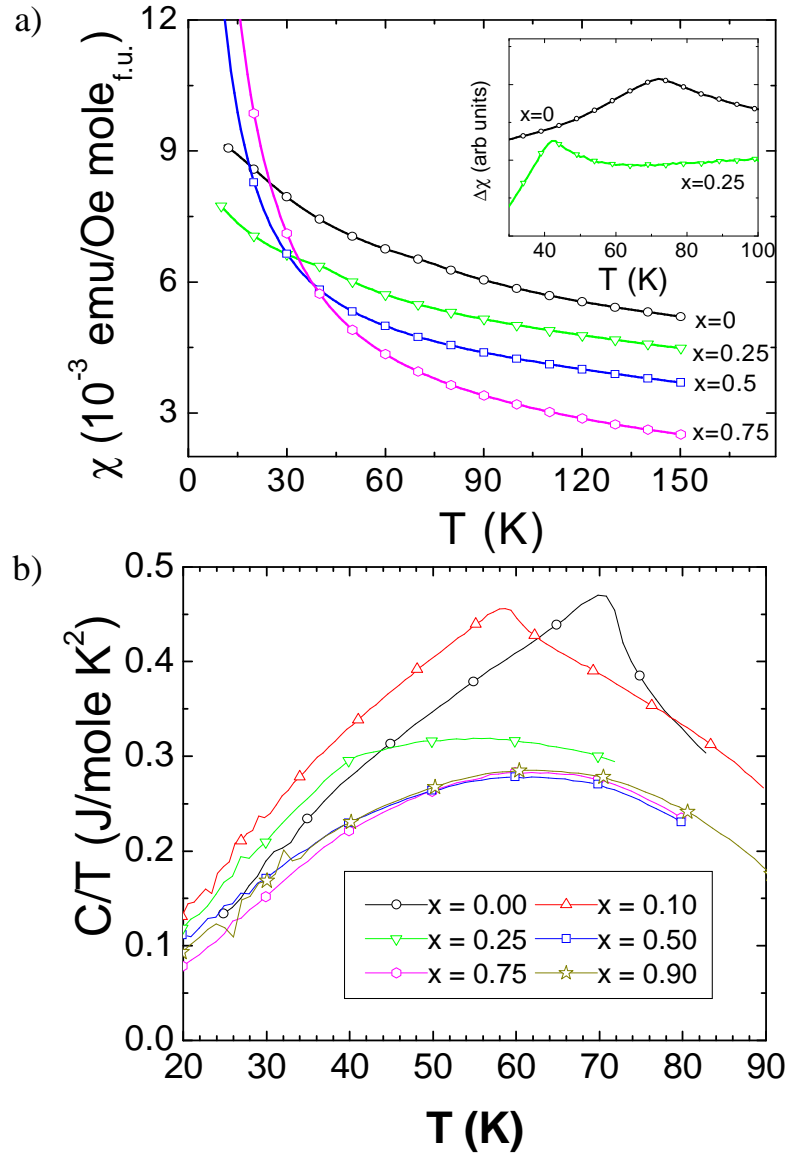 a)
12
9
6
3
χ (10⁻³ emu/Oe mole_f.u.)
0 30 60 90 120 150
T (K)
x=0
x=0.25
x=0.5
x=0.75
Δχ (arb units)
x=0
x=0.25
40 60 80 100
T (K)
b)
0.5
0.4
0.3
0.2
0.1
0.0
C/T (J/mole K²)
20 30 40 50 60 70 80 90
T (K)
x = 0.00 x = 0.10
x = 0.25 x = 0.50
x = 0.75 x = 0.90